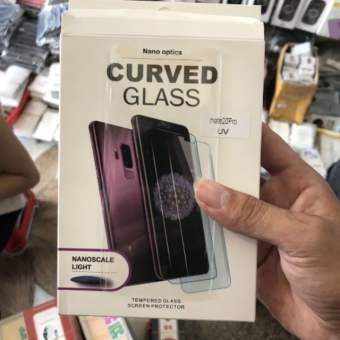 Nano optics
CURVED
GLASS
mate20Pro
UV
NANOSCALE
LIGHT
TEMPERED GLASS
SCREEN PROTECTOR